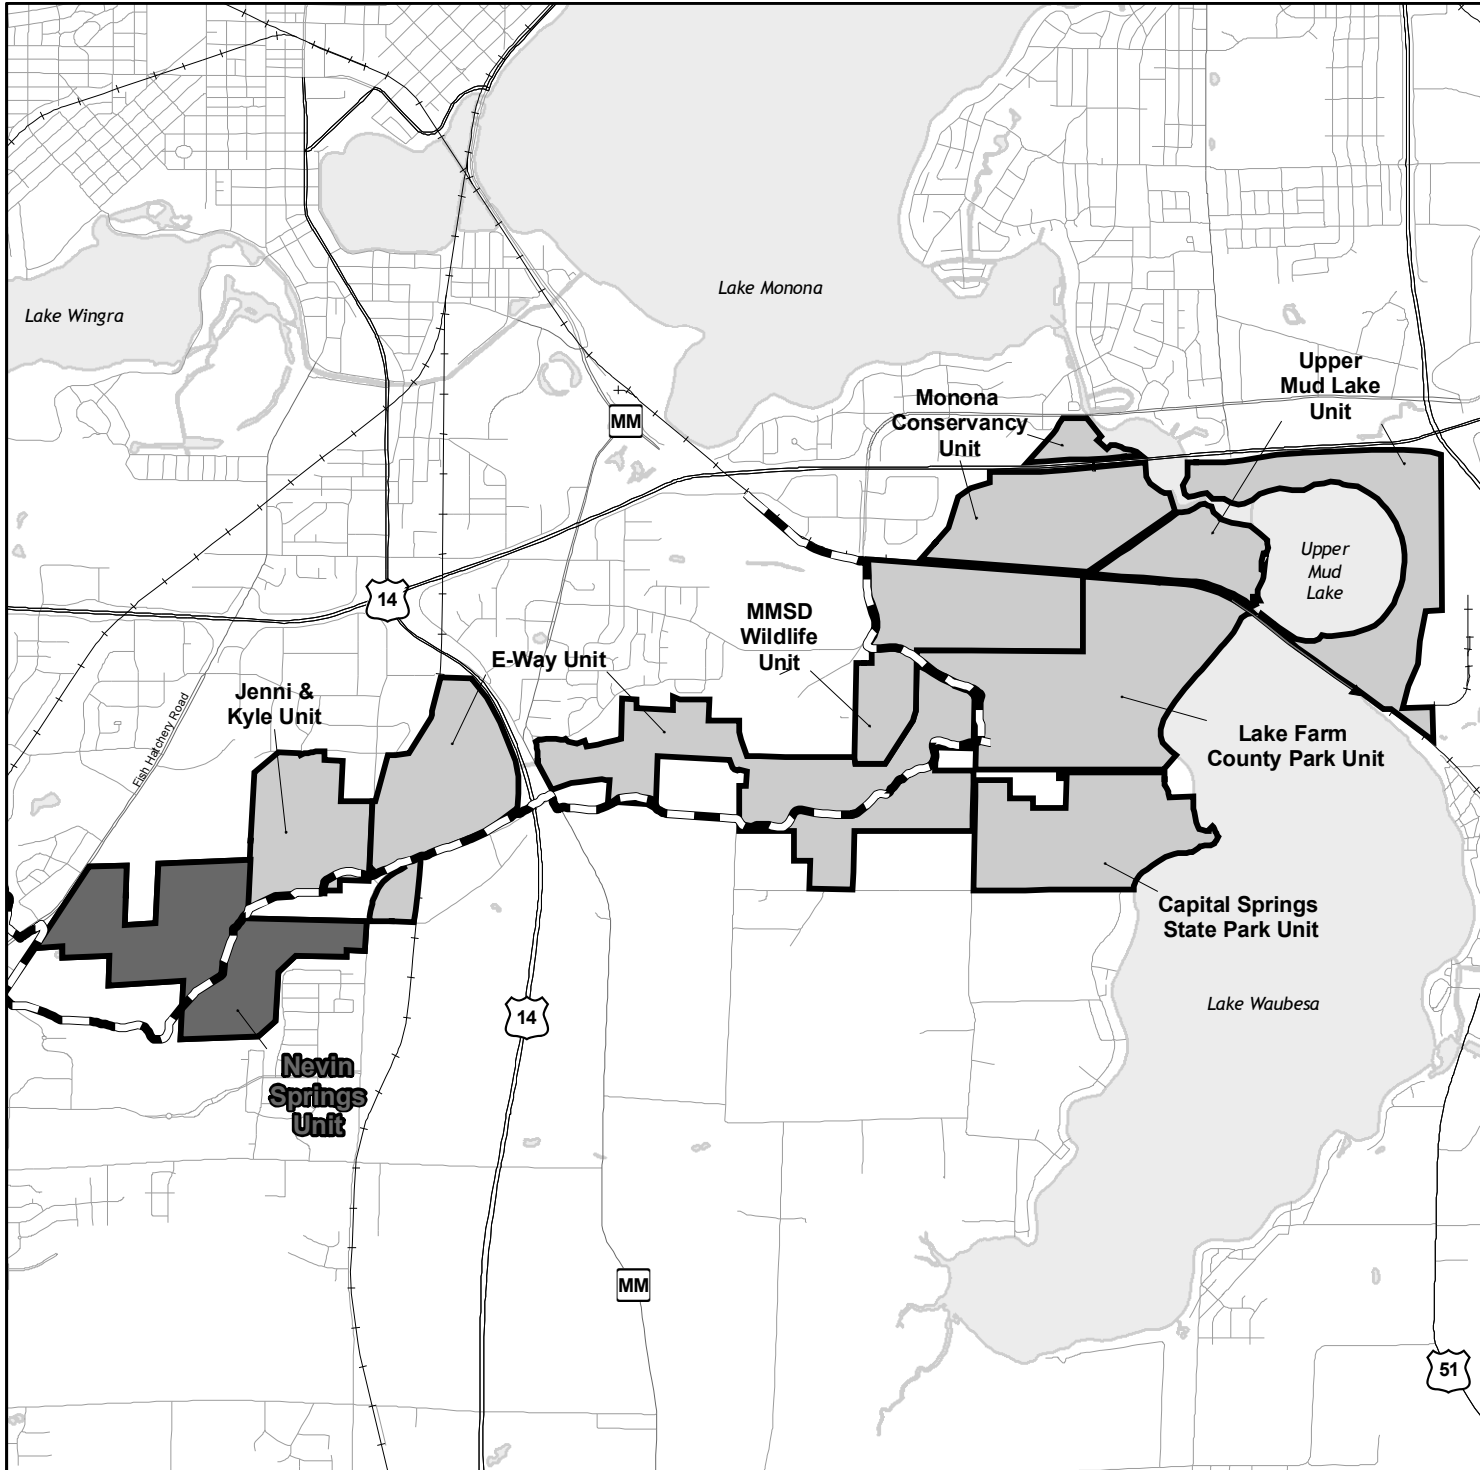 Lake Monona
Lake Wingra
Upper
Mud Lake
Unit
Monona
Conservancy
Unit
MM
Upper
Mud
Lake
14
MMSD
Wildlife
Unit
E-Way Unit
Jenni &
Kyle Unit
Fish Hatchery Road
Lake Farm
County Park Unit
Capital Springs
State Park Unit
Lake Waubesa
14
Nevin
Springs
Unit
MM
51